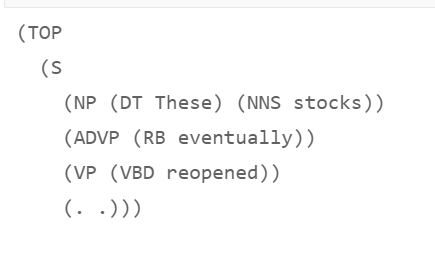 (TOP
(S
(NP (DT These) (NNS stocks))
(ADVP (RB eventually))
(VP (VBD reopened))
(. .)))